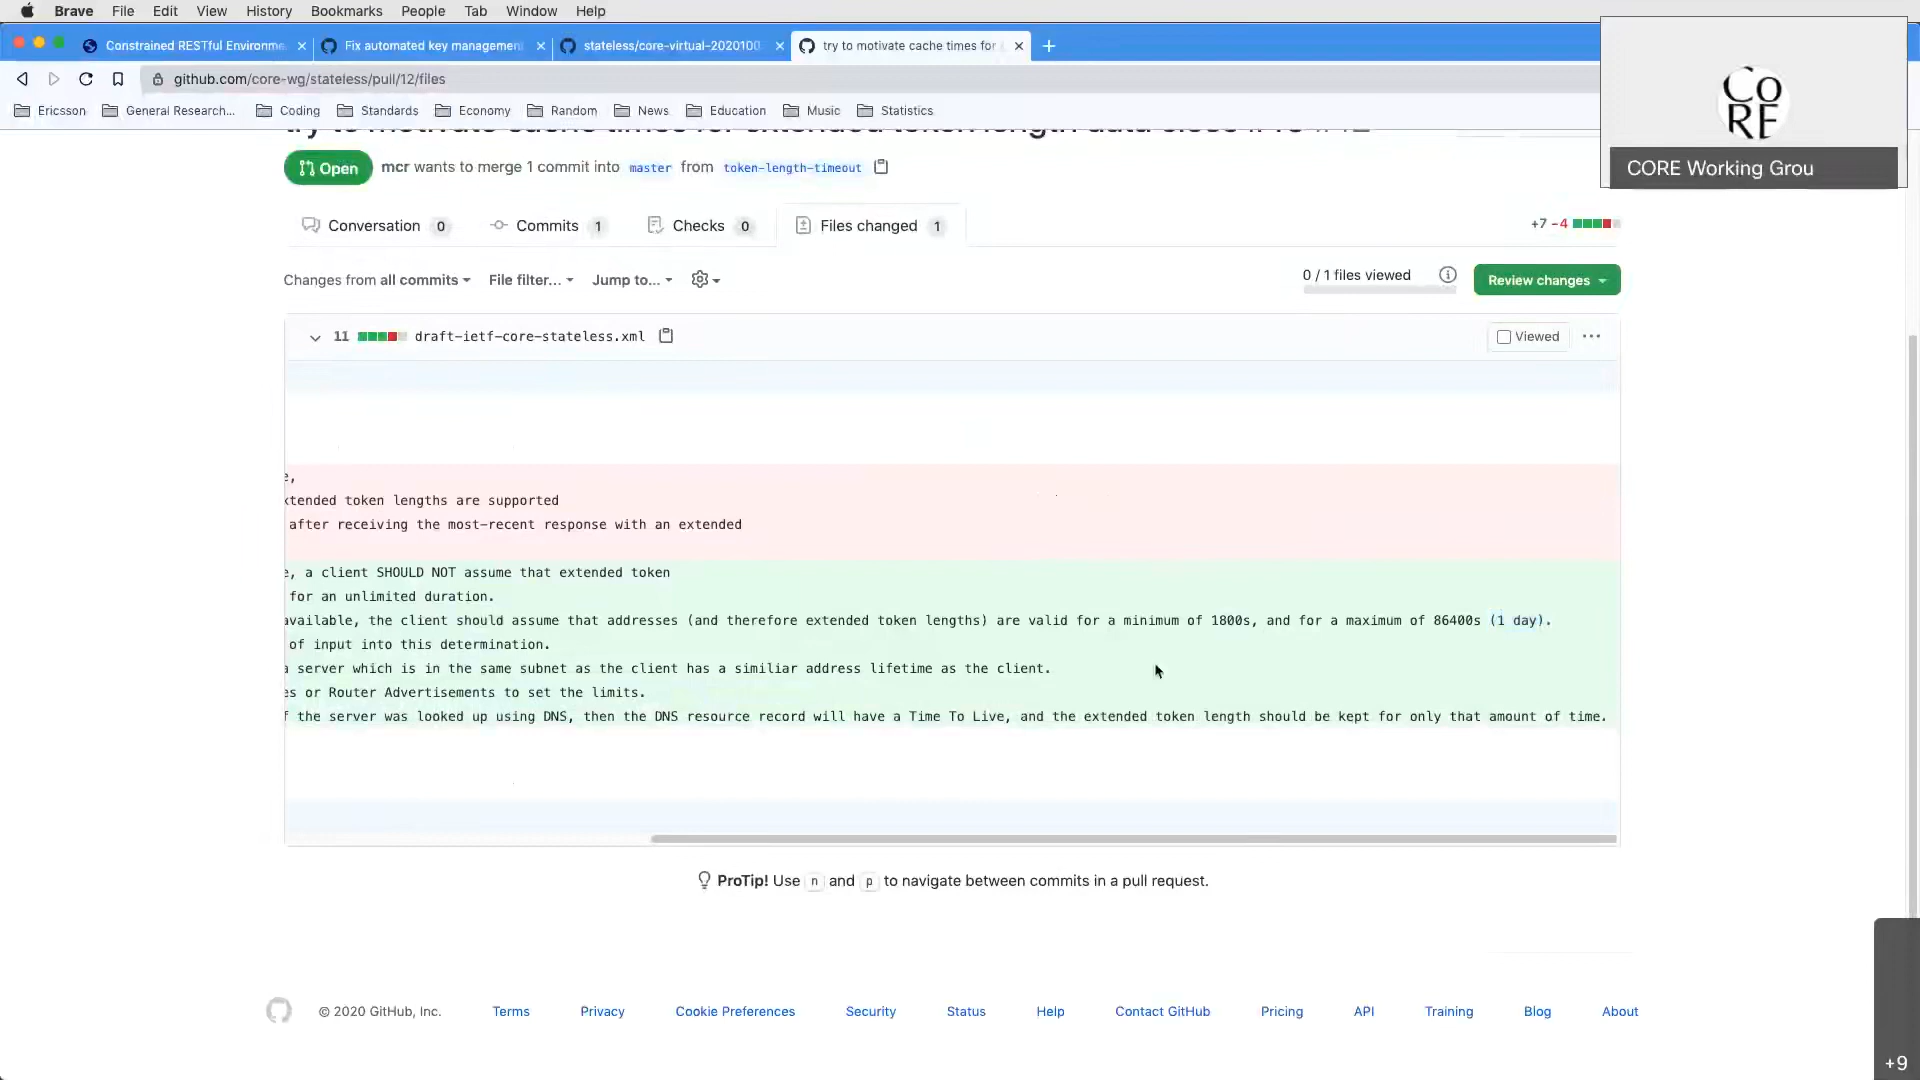 Brave File Edit View History Bookmarks People Tab Window Help
Constrained RESTful Environme Fix automated key managemen stateless/core-virtual-2020100 try to motivate cache times for
github.com/core-wg/stateless/pull/12/files
Ericsson General Research... Coding Standards Economy Random News Education Music Statistics
CORE
CORE Working Grou
try to motivate cache times for extended token length data close
Open mcr wants to merge 1 commit into master from token-length-timeout
Conversation 0 Commits 1 Checks 0 Files changed 1 +7 −4
Changes from all commits File filter... Jump to... 0 / 1 files viewed Review changes
11 draft-ietf-core-stateless.xml Viewed
e,
xtended token lengths are supported
after receiving the most-recent response with an extended
e, a client SHOULD NOT assume that extended token
for an unlimited duration.
available, the client should assume that addresses (and therefore extended token lengths) are valid for a minimum of 1800s, and for a maximum of 86400s (1 day).
of input into this determination.
a server which is in the same subnet as the client has a similiar address lifetime as the client.
es or Router Advertisements to set the limits.
f the server was looked up using DNS, then the DNS resource record will have a Time To Live, and the extended token length should be kept for only that amount of time.
ProTip! Use n and p to navigate between commits in a pull request.
© 2020 GitHub, Inc. Terms Privacy Cookie Preferences Security Status Help Contact GitHub Pricing API Training Blog About
+9